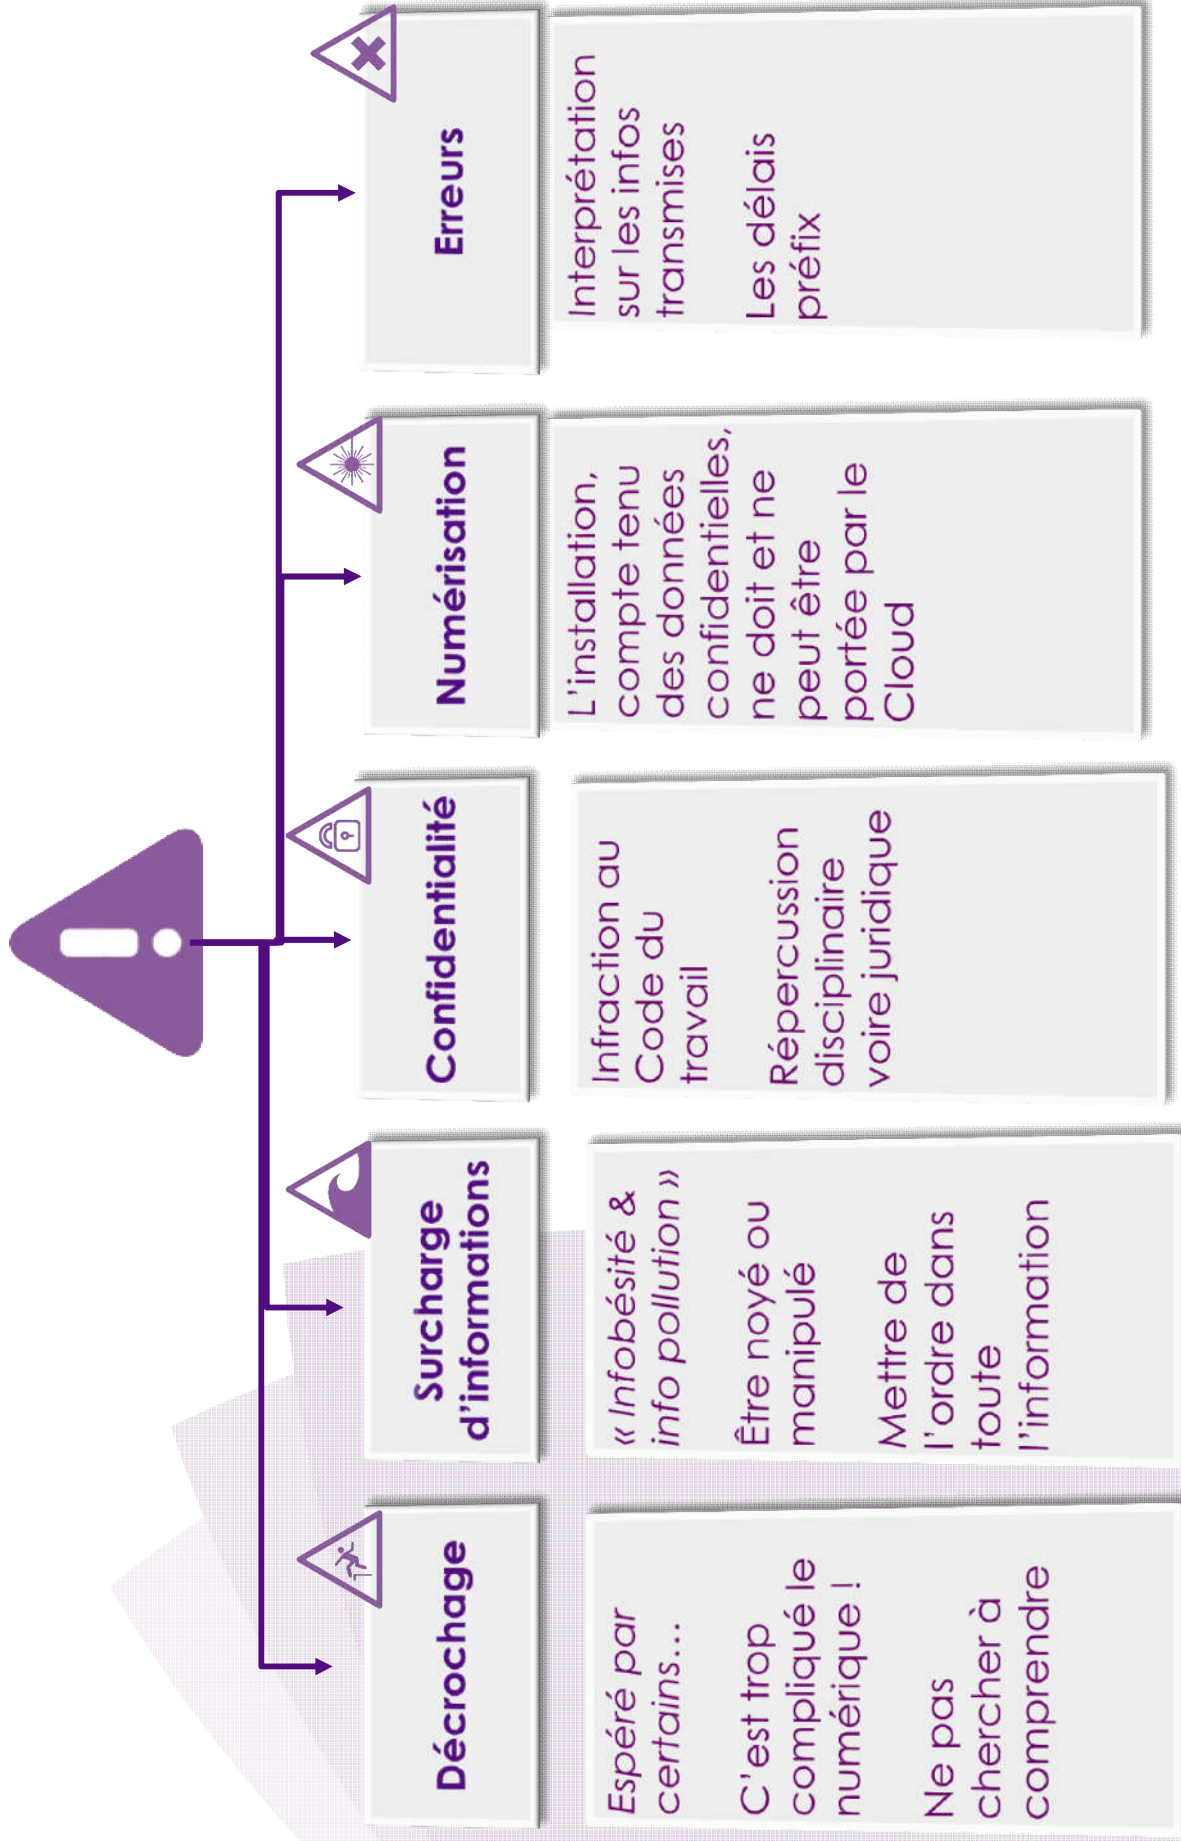 Décrochage
Espéré par
certains…
C'est trop
compliqué le
numérique !
Ne pas
chercher à
comprendre
Surcharge
d'informations
« Infobésité &
info pollution »
Être noyé ou
manipulé
Mettre de
l'ordre dans
toute
l'information
Confidentialité
Infraction au
Code du
travail
Répercussion
disciplinaire
voire juridique
Numérisation
L'installation,
compte tenu
des données
confidentielles,
ne doit et ne
peut être
portée par le
Cloud
Erreurs
Interprétation
sur les infos
transmises
Les délais
préfix